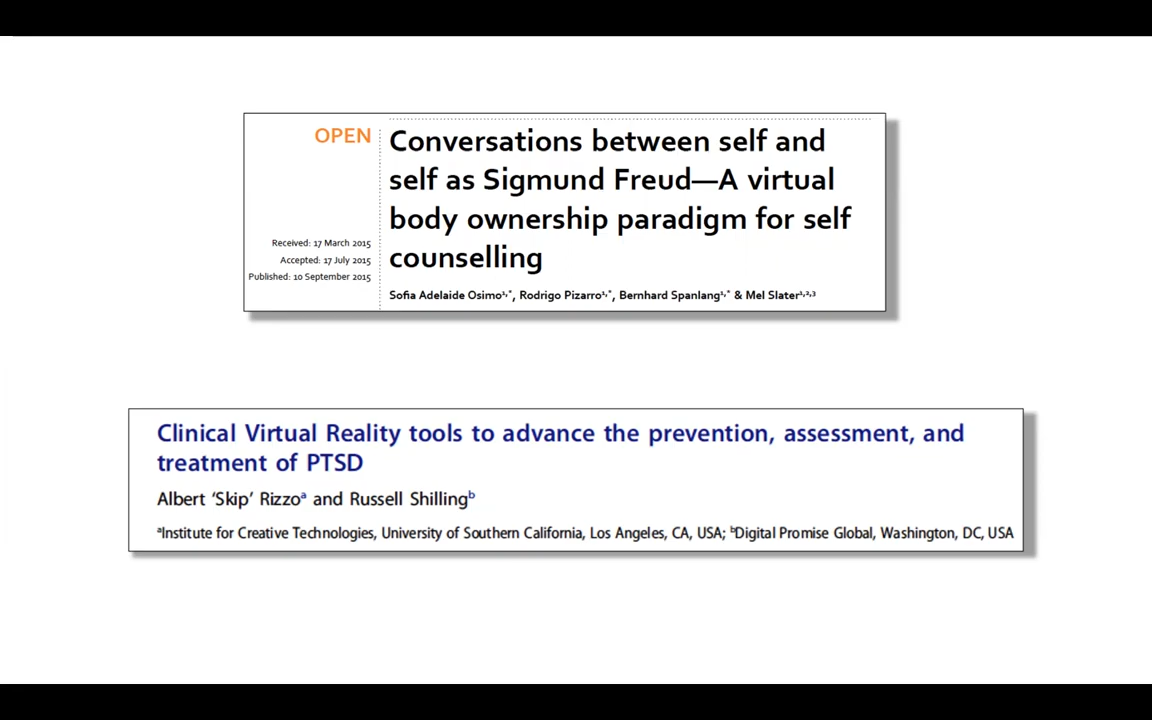 OPEN
Conversations between self and
self as Sigmund Freud—A virtual
body ownership paradigm for self
counselling
Received: 17 March 2015
Accepted: 17 July 2015
Published: 10 September 2015
Sofia Adelaide Osimo¹,*, Rodrigo Pizarro¹,*, Bernhard Spanlang¹,* & Mel Slater¹,²,³
Clinical Virtual Reality tools to advance the prevention, assessment, and
treatment of PTSD
Albert ‘Skip’ Rizzoᵃ and Russell Shillingᵇ
ᵃInstitute for Creative Technologies, University of Southern California, Los Angeles, CA, USA; ᵇDigital Promise Global, Washington, DC, USA